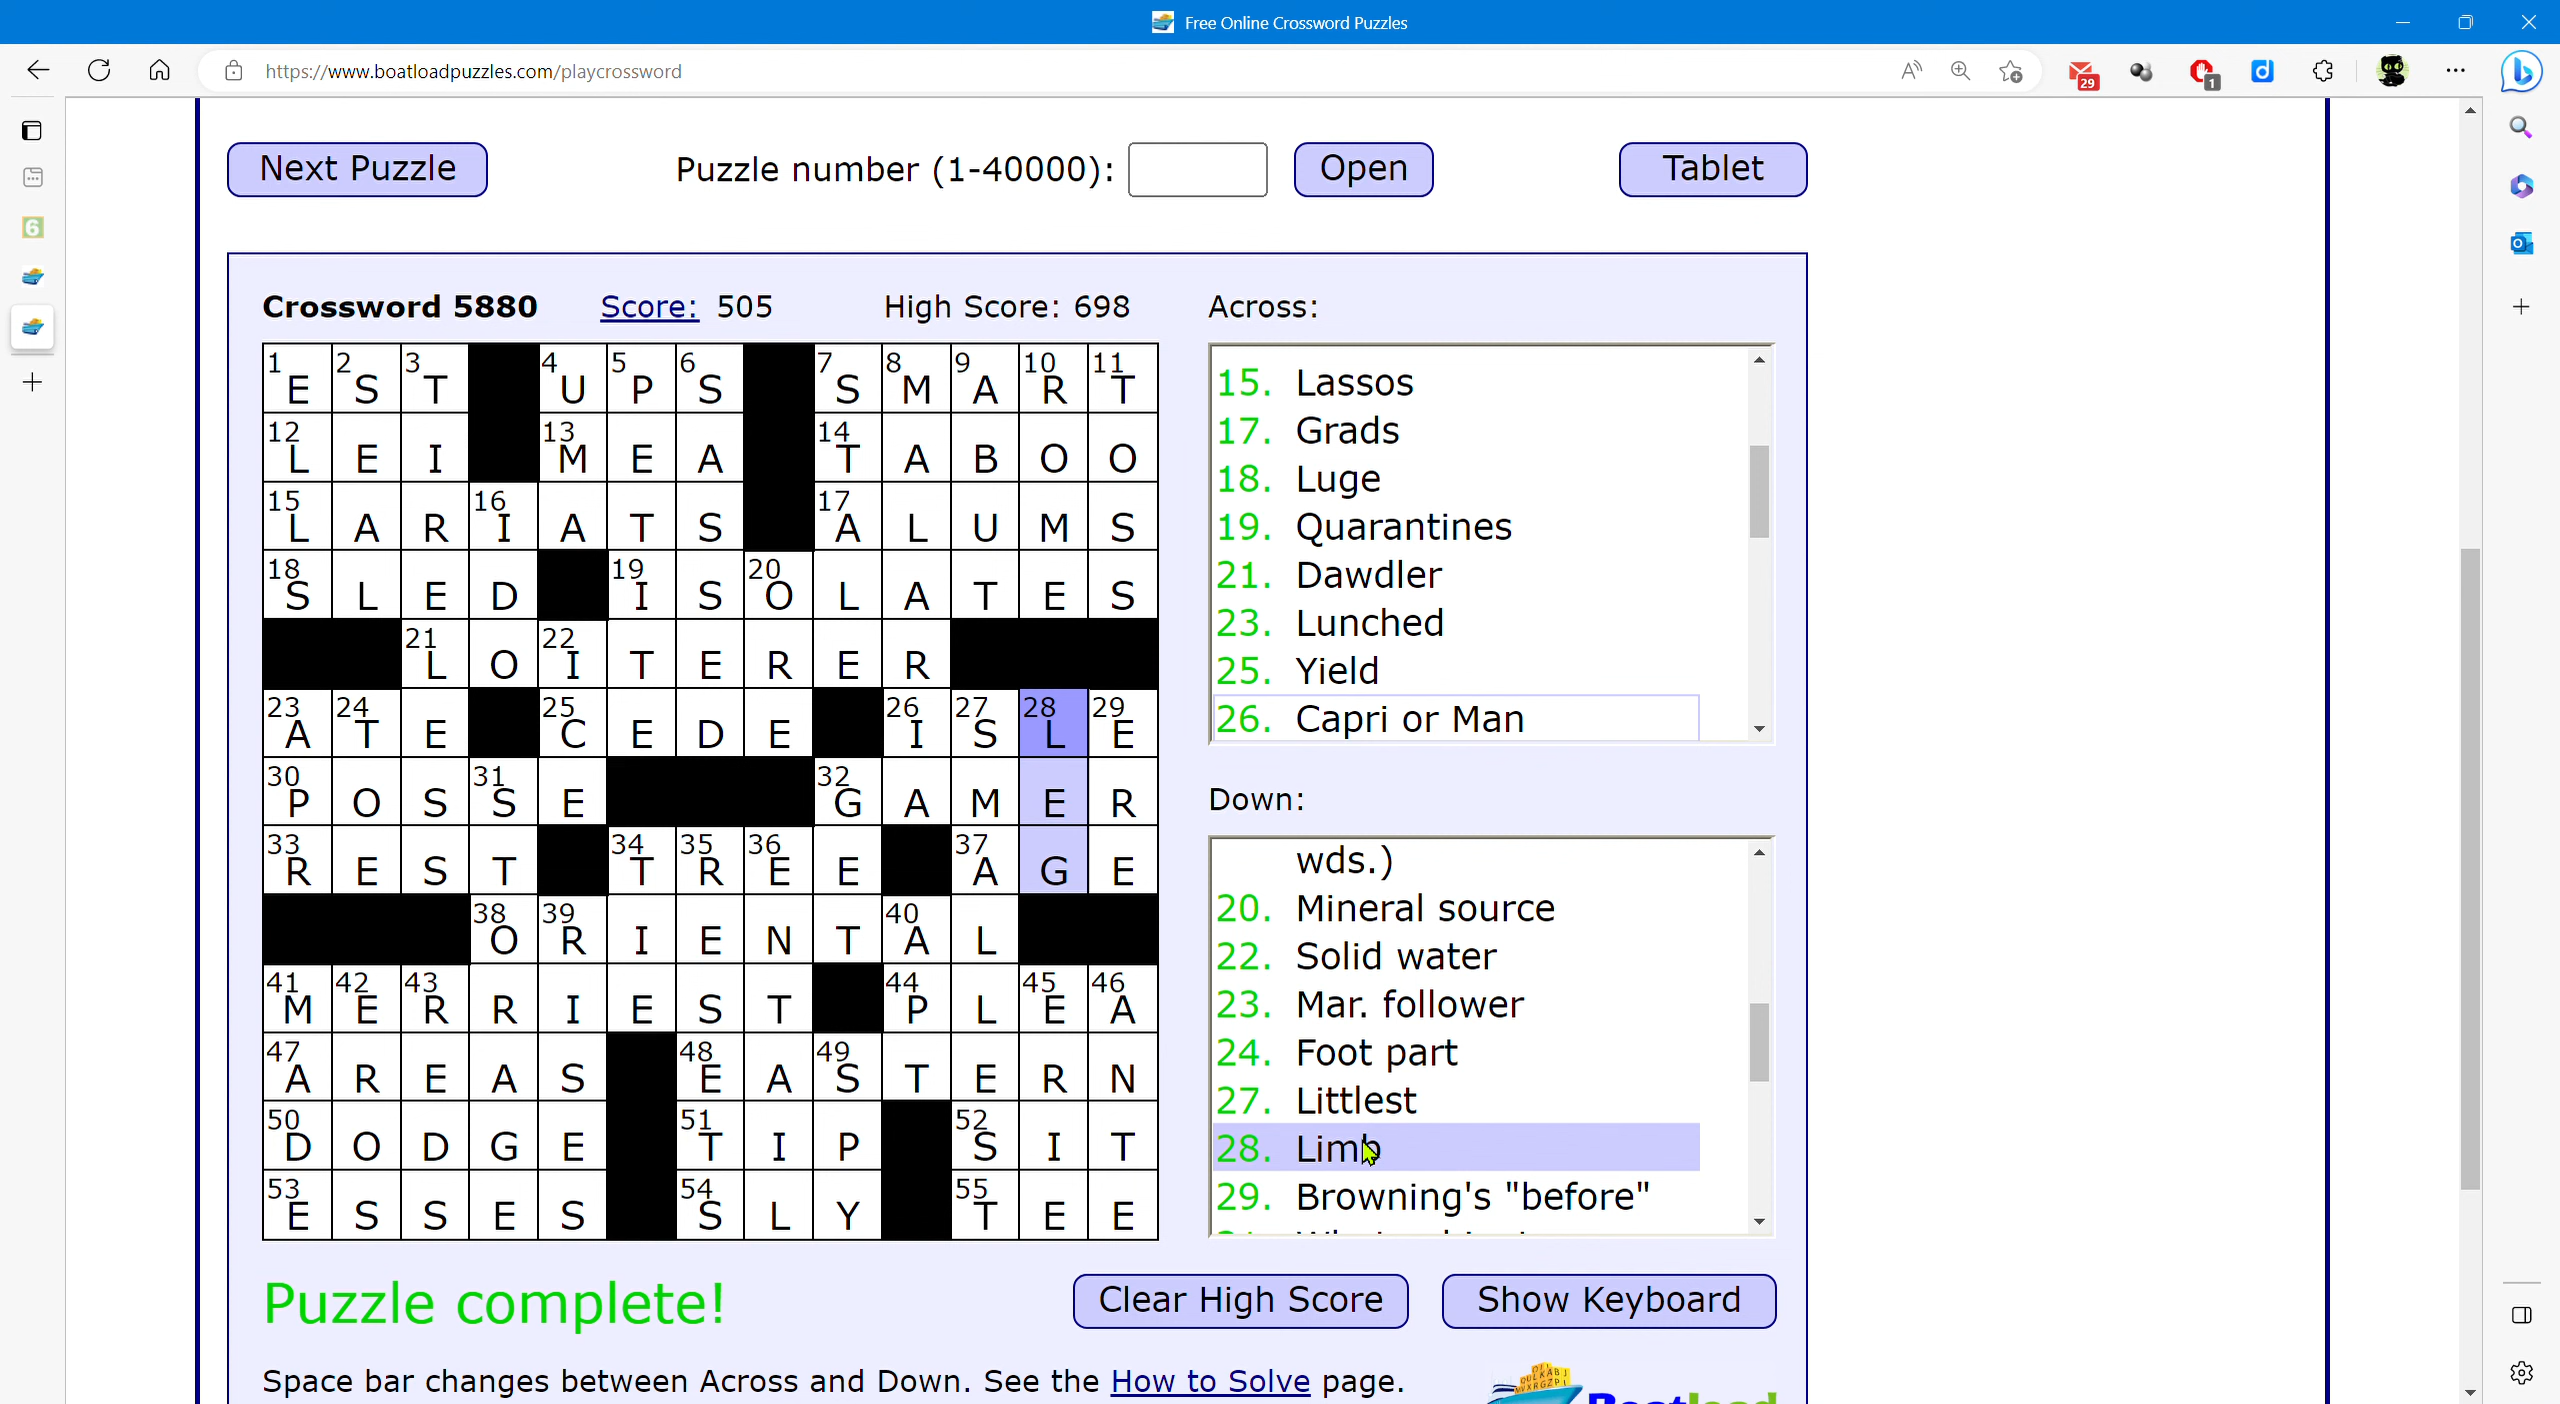 Free Online Crossword Puzzles
https://www.boatloadpuzzles.com/playcrossword
29
1
Next Puzzle
Puzzle number (1-40000):
Open
Tablet
Crossword 5880
Score: 505
High Score: 698
1 E 2 S 3 T 4 U 5 P 6 S 7 S 8 M 9 A 10 R 11 T
12 L E I 13 M E A 14 T A B O O
15 L A R 16 I A T S 17 A L U M S
18 S L E D 19 I S 20 O L A T E S
21 L O 22 I T E R E R
23 A 24 T E 25 C E D E 26 I 27 S 28 L 29 E
30 P O S 31 S E 32 G A M E R
33 R E S T 34 T 35 R 36 E E 37 A G E
38 O 39 R I E N T 40 A L
41 M 42 E 43 R R I E S T 44 P L 45 E 46 A
47 A R E A S 48 E A 49 S T E R N
50 D O D G E 51 T I P 52 S I T
53 E S S E S 54 S L Y 55 T E E
Across:
15. Lassos
17. Grads
18. Luge
19. Quarantines
21. Dawdler
23. Lunched
25. Yield
26. Capri or Man
Down:
wds.)
20. Mineral source
22. Solid water
23. Mar. follower
24. Foot part
27. Littlest
28. Limb
29. Browning's "before"
Puzzle complete!
Clear High Score
Show Keyboard
Space bar changes between Across and Down. See the How to Solve page.